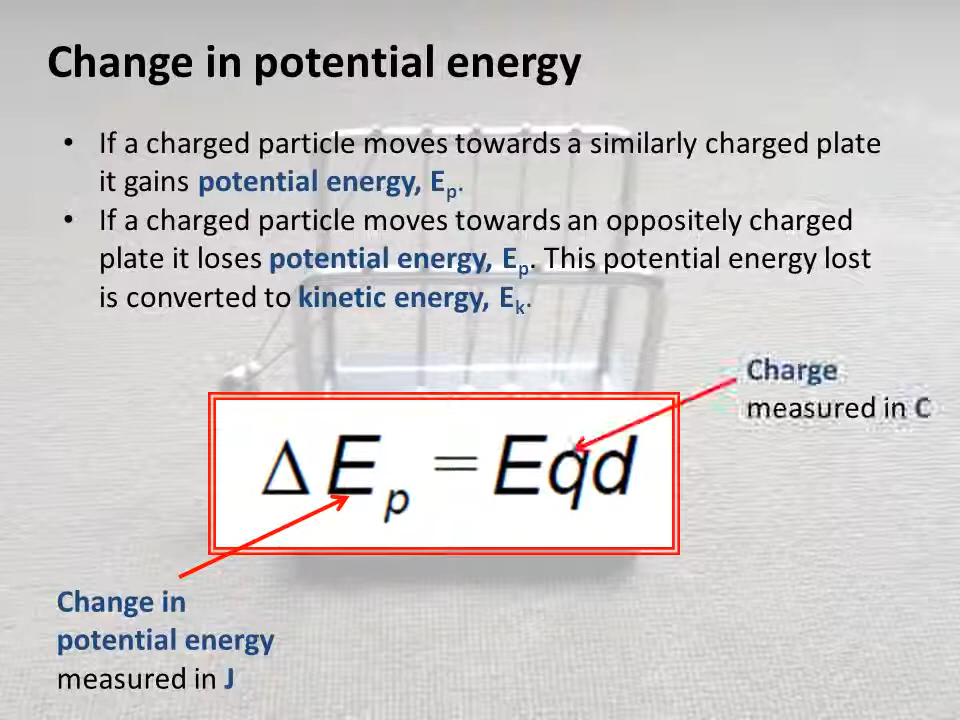 Change in potential energy
• If a charged particle moves towards a similarly charged plate
it gains potential energy, Eₚ.
• If a charged particle moves towards an oppositely charged
plate it loses potential energy, Eₚ. This potential energy lost
is converted to kinetic energy, Eₖ.
Charge
measured in C
Δ Eₚ = Eqd
Change in
potential energy
measured in J